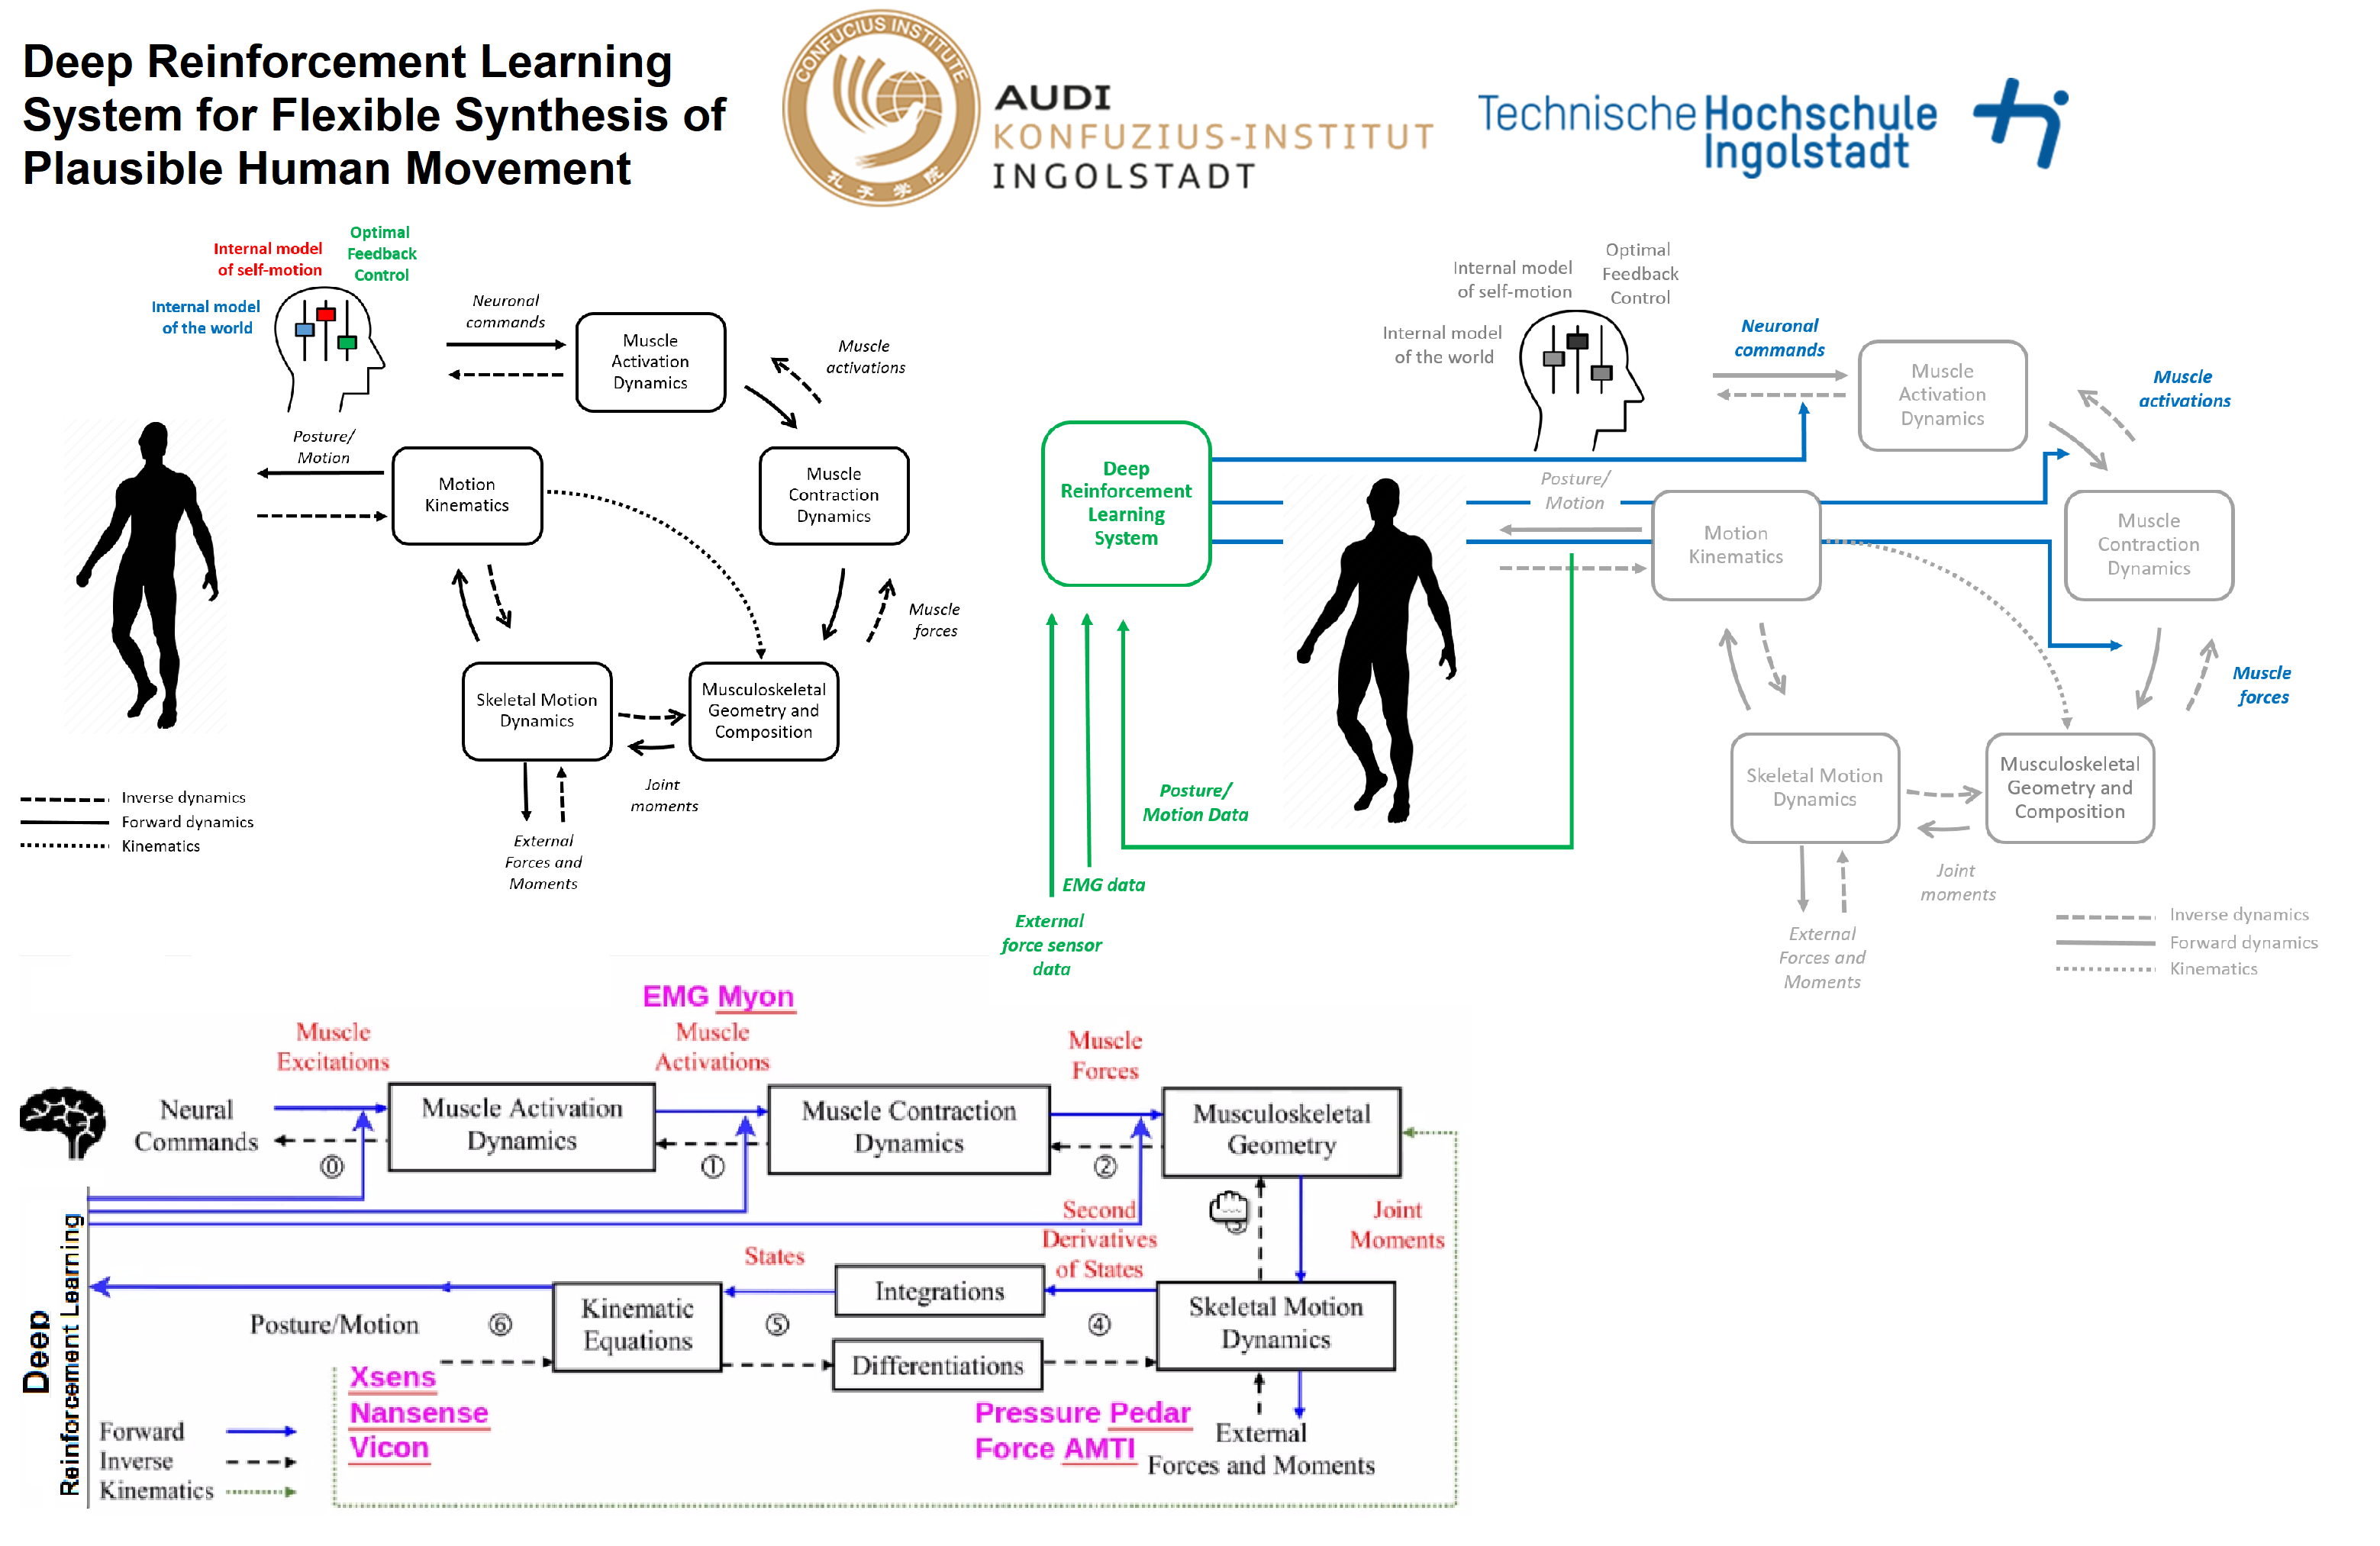 Deep Reinforcement Learning
System for Flexible Synthesis of
Plausible Human Movement
CONFUCIUS INSTITUTE
孔子学院
AUDI
KONFUZIUS-INSTITUT
INGOLSTADT
Technische Hochschule
Ingolstadt
Internal model
of self-motion
Optimal
Feedback
Control
Internal model
of the world
Neuronal
commands
Muscle
Activation
Dynamics
Muscle
activations
Posture/
Motion
Motion
Kinematics
Muscle
Contraction
Dynamics
Muscle
forces
Skeletal Motion
Dynamics
Musculoskeletal
Geometry and
Composition
Joint
moments
External
Forces and
Moments
Inverse dynamics
Forward dynamics
Kinematics
Internal model
of self-motion
Optimal
Feedback
Control
Internal model
of the world
Neuronal
commands
Muscle
Activation
Dynamics
Muscle
activations
Deep
Reinforcement
Learning
System
Posture/
Motion
Motion
Kinematics
Muscle
Contraction
Dynamics
Muscle
forces
Posture/
Motion Data
EMG data
External
force sensor
data
Skeletal Motion
Dynamics
Musculoskeletal
Geometry and
Composition
Joint
moments
External
Forces and
Moments
Inverse dynamics
Forward dynamics
Kinematics
EMG Myon
Muscle
Excitations
Muscle
Activations
Muscle
Forces
Neural
Commands
Muscle Activation
Dynamics
Muscle Contraction
Dynamics
Musculoskeletal
Geometry
⓪
①
②
Second
Derivatives
of States
Joint
Moments
States
Integrations
Kinematic
Equations
Skeletal Motion
Dynamics
Posture/Motion
⑥
⑤
④
Differentiations
Xsens
Nansense
Vicon
Pressure Pedar
Force AMTI
External
Forces and Moments
Deep
Reinforcement Learning
Forward
Inverse
Kinematics